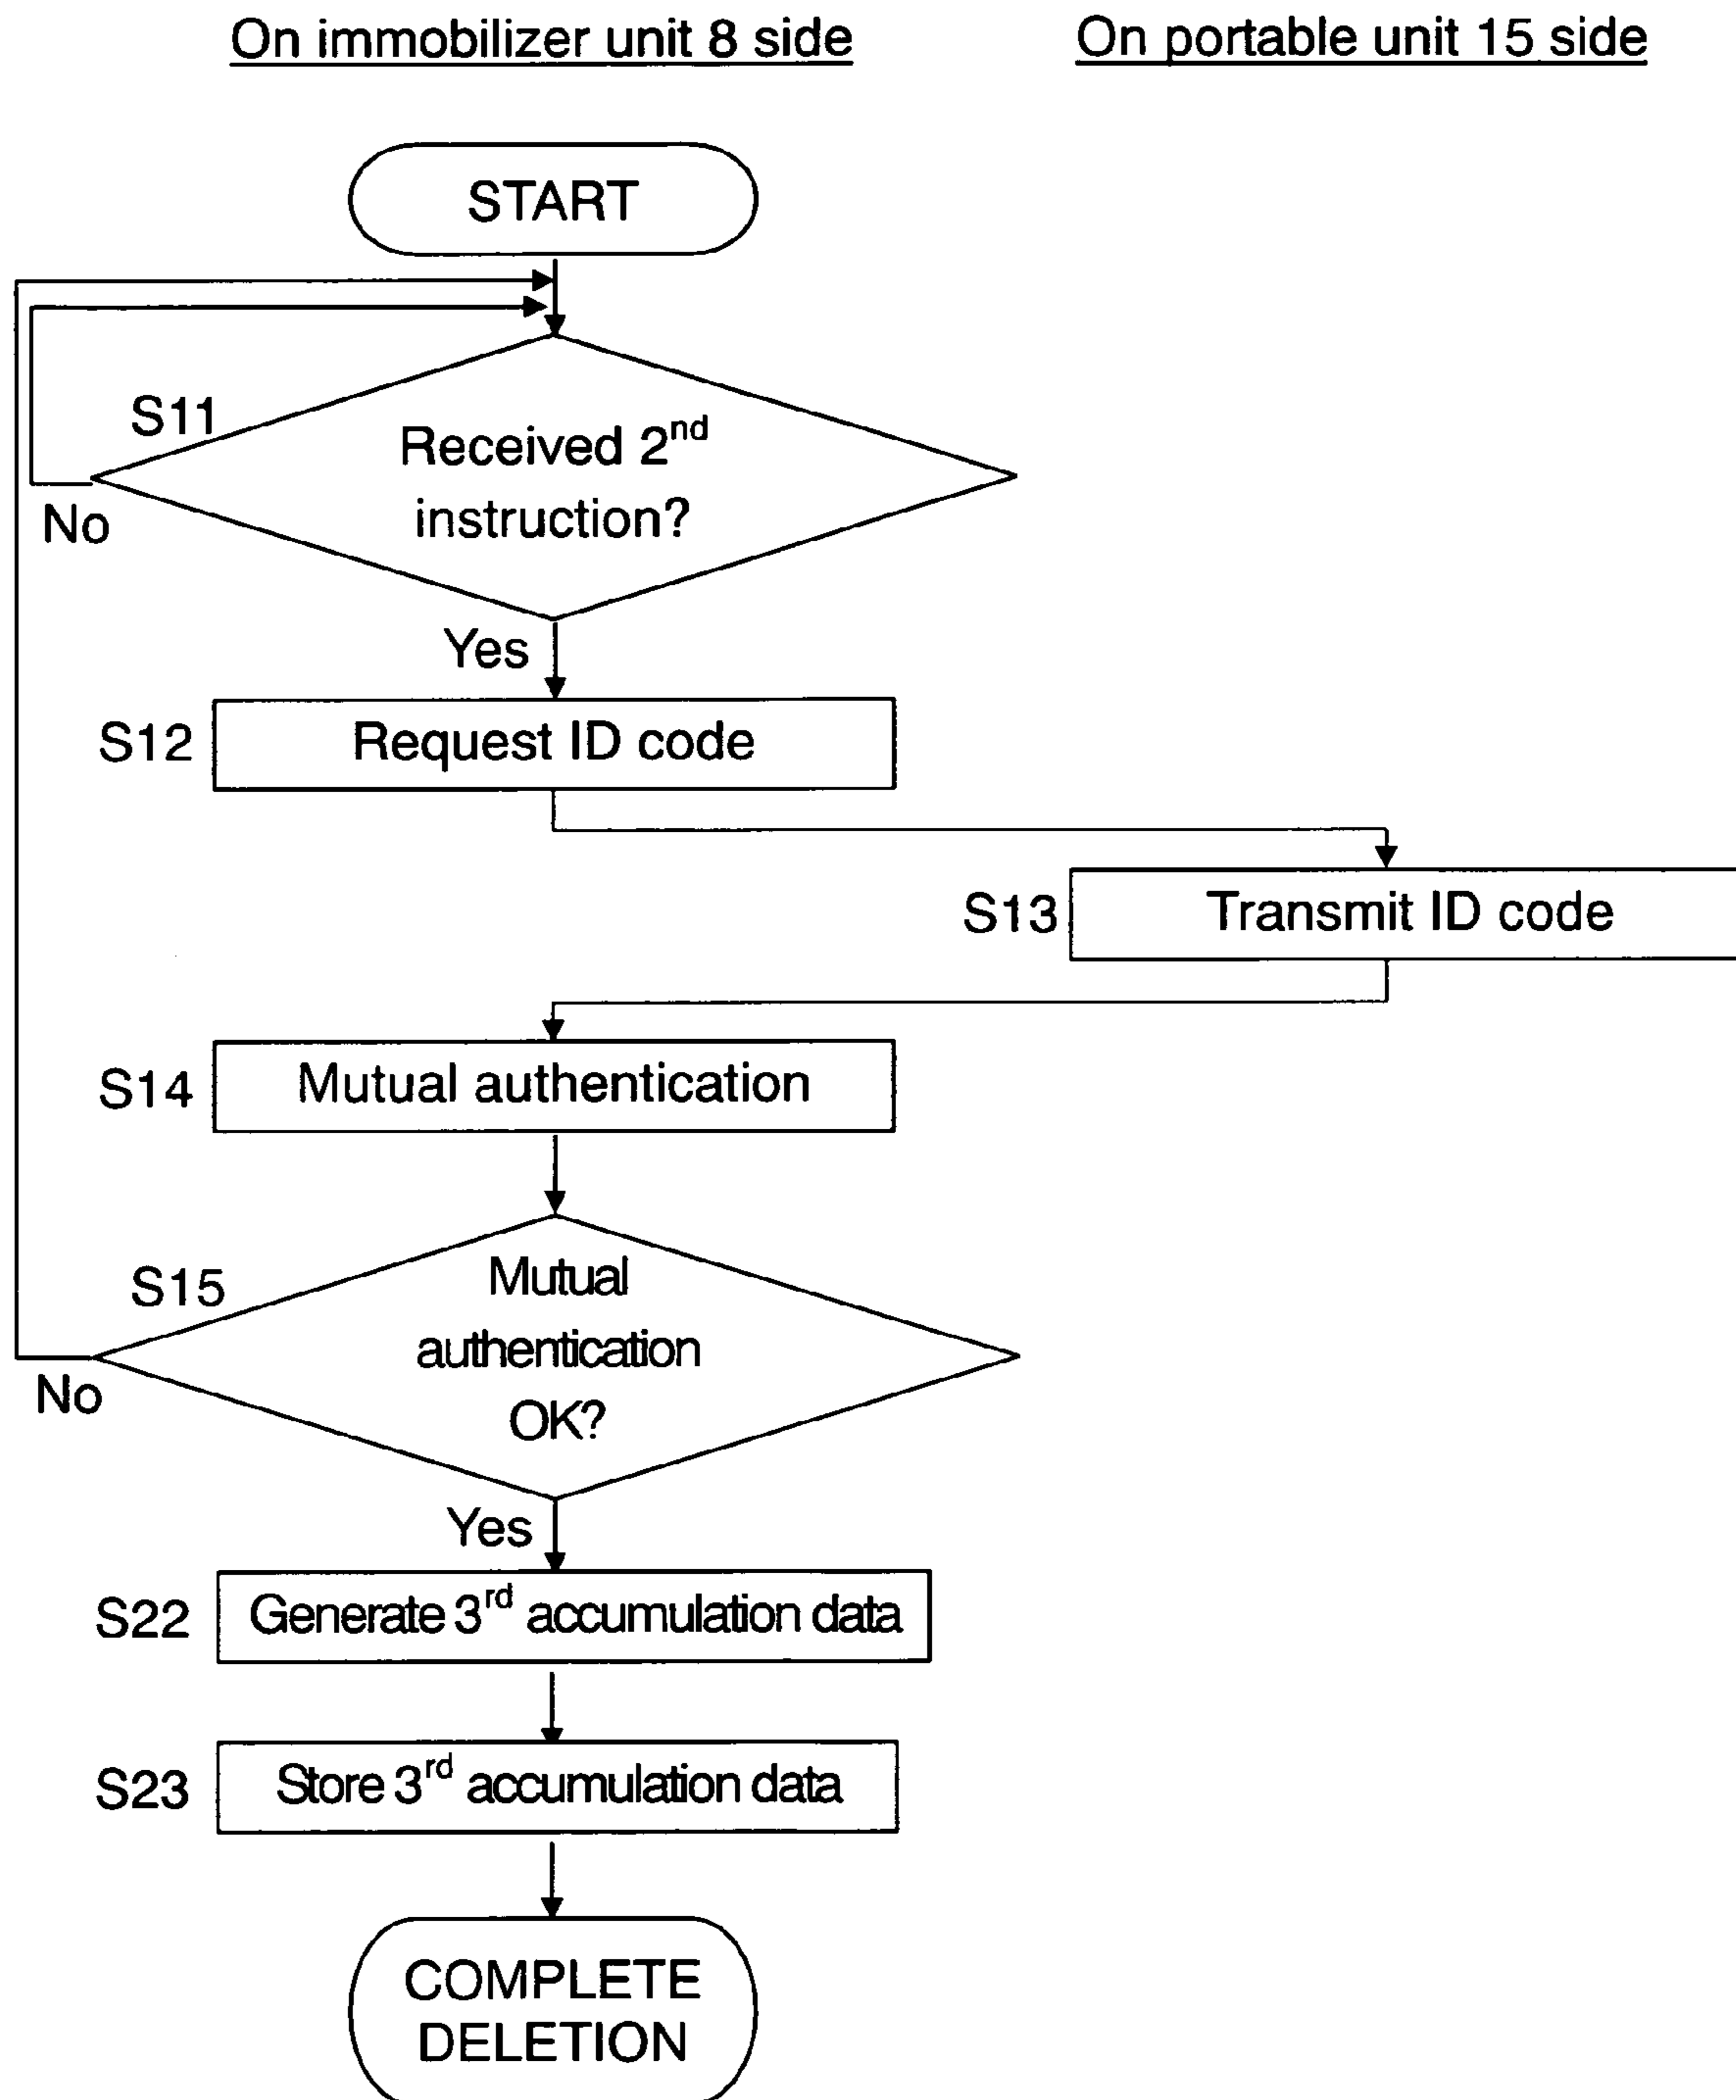 On immobilizer unit 8 side
On portable unit 15 side
START
S11
Received 2nd
instruction?
No
Yes
S12
Request ID code
S13
Transmit ID code
S14
Mutual authentication
S15
Mutual
authentication
OK?
No
Yes
S22
Generate 3rd accumulation data
S23
Store 3rd accumulation data
COMPLETE
DELETION